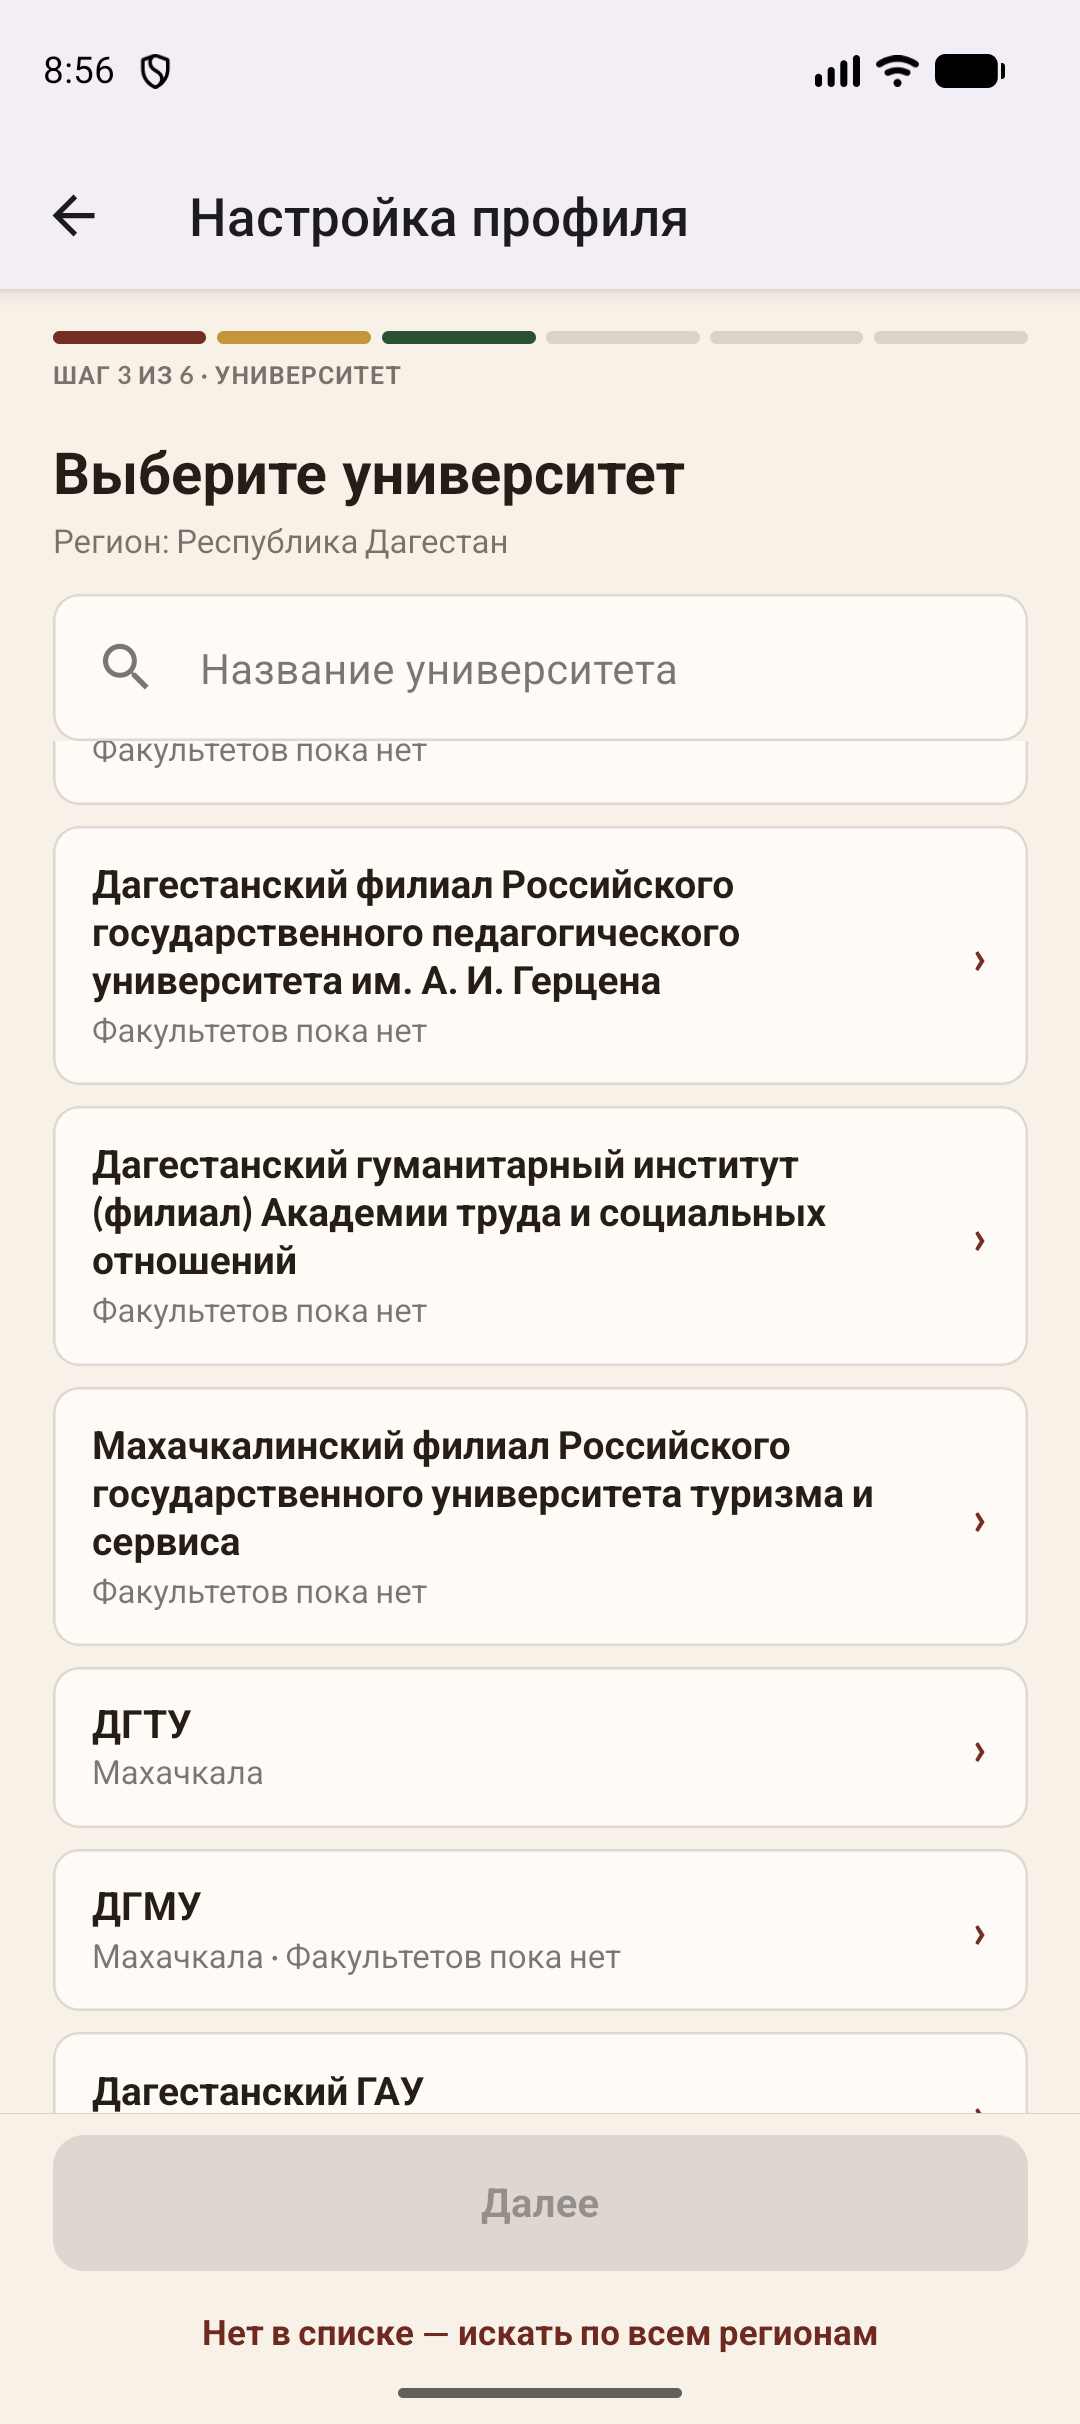 8:56
Настройка профиля
ШАГ 3 ИЗ 6 · УНИВЕРСИТЕТ
Выберите университет
Регион: Республика Дагестан
Название университета
Факультетов пока нет
Дагестанский филиал Российского
государственного педагогического
университета им. А. И. Герцена
Факультетов пока нет
Дагестанский гуманитарный институт
(филиал) Академии труда и социальных
отношений
Факультетов пока нет
Махачкалинский филиал Российского
государственного университета туризма и
сервиса
Факультетов пока нет
ДГТУ
Махачкала
ДГМУ
Махачкала · Факультетов пока нет
Дагестанский ГАУ
Далее
Нет в списке — искать по всем регионам